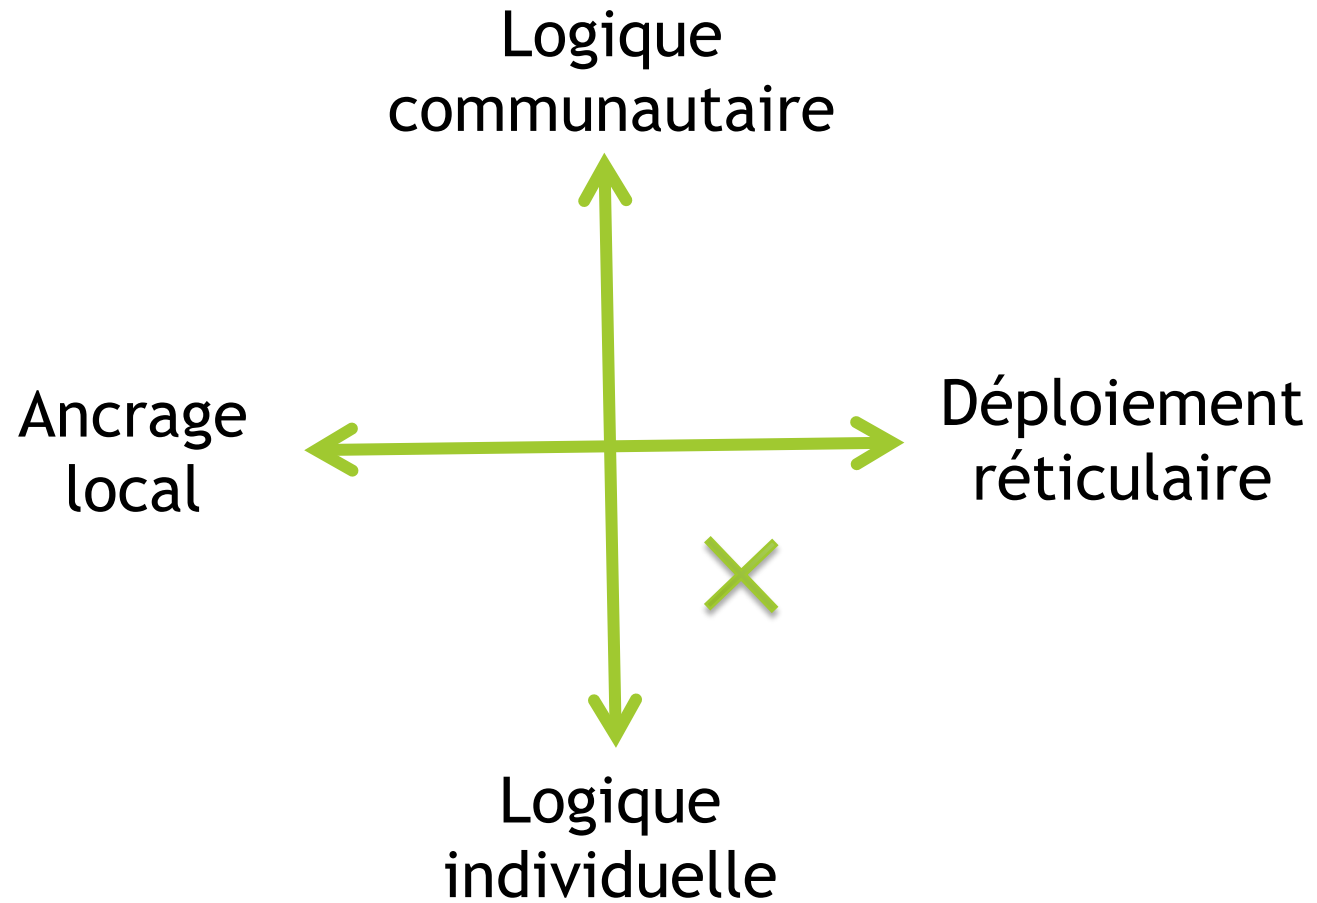 Logique
communautaire
Ancrage
local
Déploiement
réticulaire
Logique
individuelle